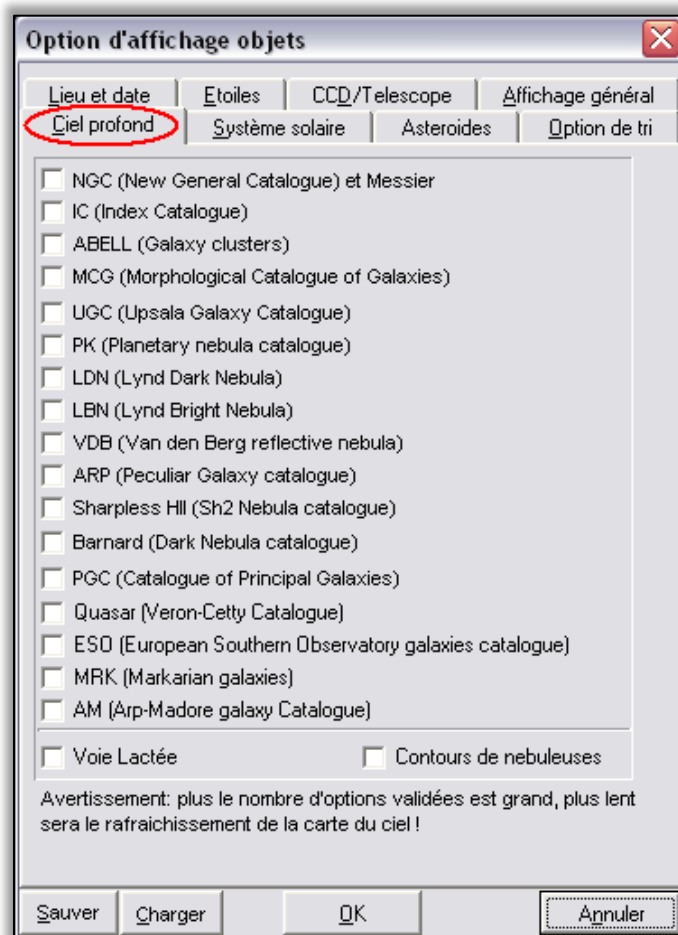 Option d'affichage objets
Lieu et date Etoiles CCD/Telescope Affichage général
Ciel profond Système solaire Asteroides Option de tri
NGC (New General Catalogue) et Messier
IC (Index Catalogue)
ABELL (Galaxy clusters)
MCG (Morphological Catalogue of Galaxies)
UGC (Upsala Galaxy Catalogue)
PK (Planetary nebula catalogue)
LDN (Lynd Dark Nebula)
LBN (Lynd Bright Nebula)
VDB (Van den Berg reflective nebula)
ARP (Peculiar Galaxy catalogue)
Sharpless HII (Sh2 Nebula catalogue)
Barnard (Dark Nebula catalogue)
PGC (Catalogue of Principal Galaxies)
Quasar (Veron-Cetty Catalogue)
ESO (European Southern Observatory galaxies catalogue)
MRK (Markarian galaxies)
AM (Arp-Madore galaxy Catalogue)
Voie Lactée Contours de nebuleuses
Avertissement: plus le nombre d'options validées est grand, plus lent
sera le rafraichissement de la carte du ciel !
Sauver Charger OK Annuler